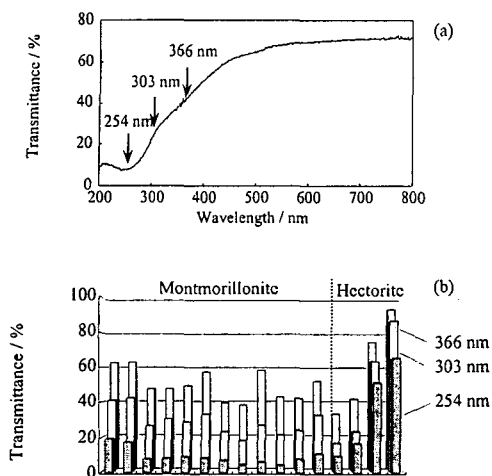 (a)
Transmittance / %
80
60
40
20
0
366 nm
303 nm
254 nm
200 300 400 500 600 700 800
Wavelength / nm
(b)
Montmorillonite Hectorite
Transmittance / %
100
80
60
40
20
0
366 nm
303 nm
254 nm